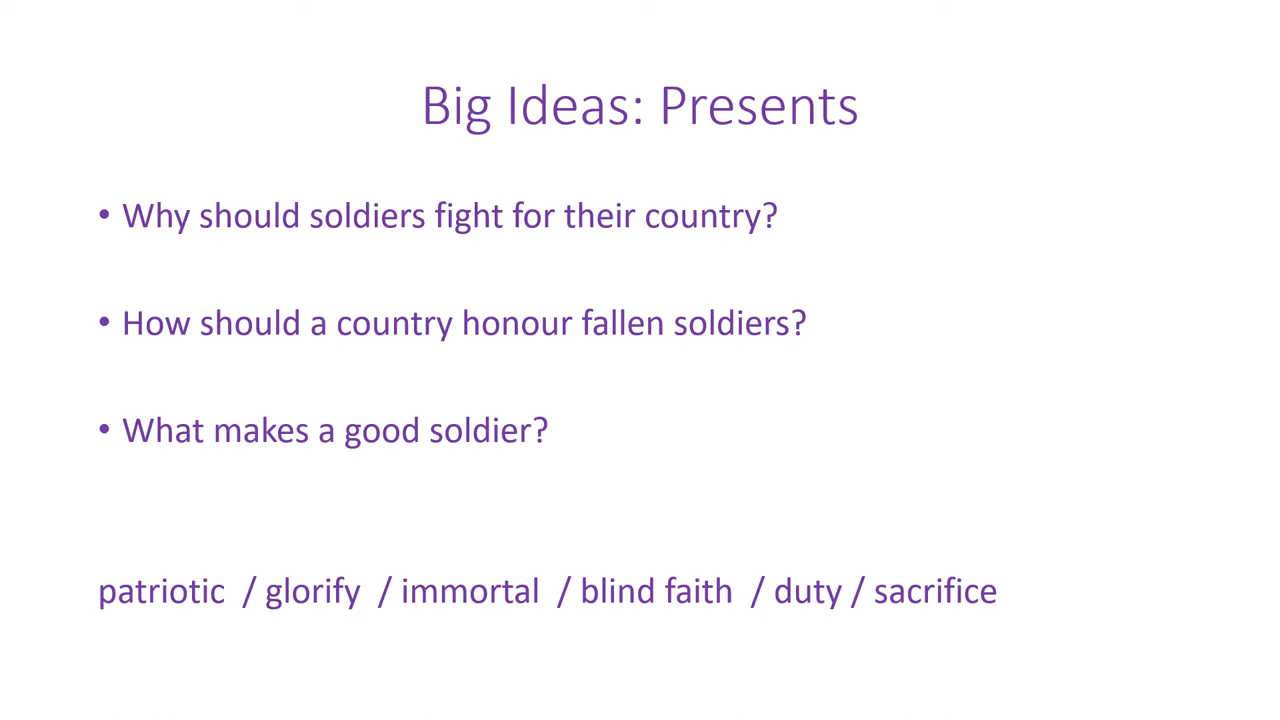 Big Ideas: Presents
• Why should soldiers fight for their country?
• How should a country honour fallen soldiers?
• What makes a good soldier?
patriotic / glorify / immortal / blind faith / duty / sacrifice